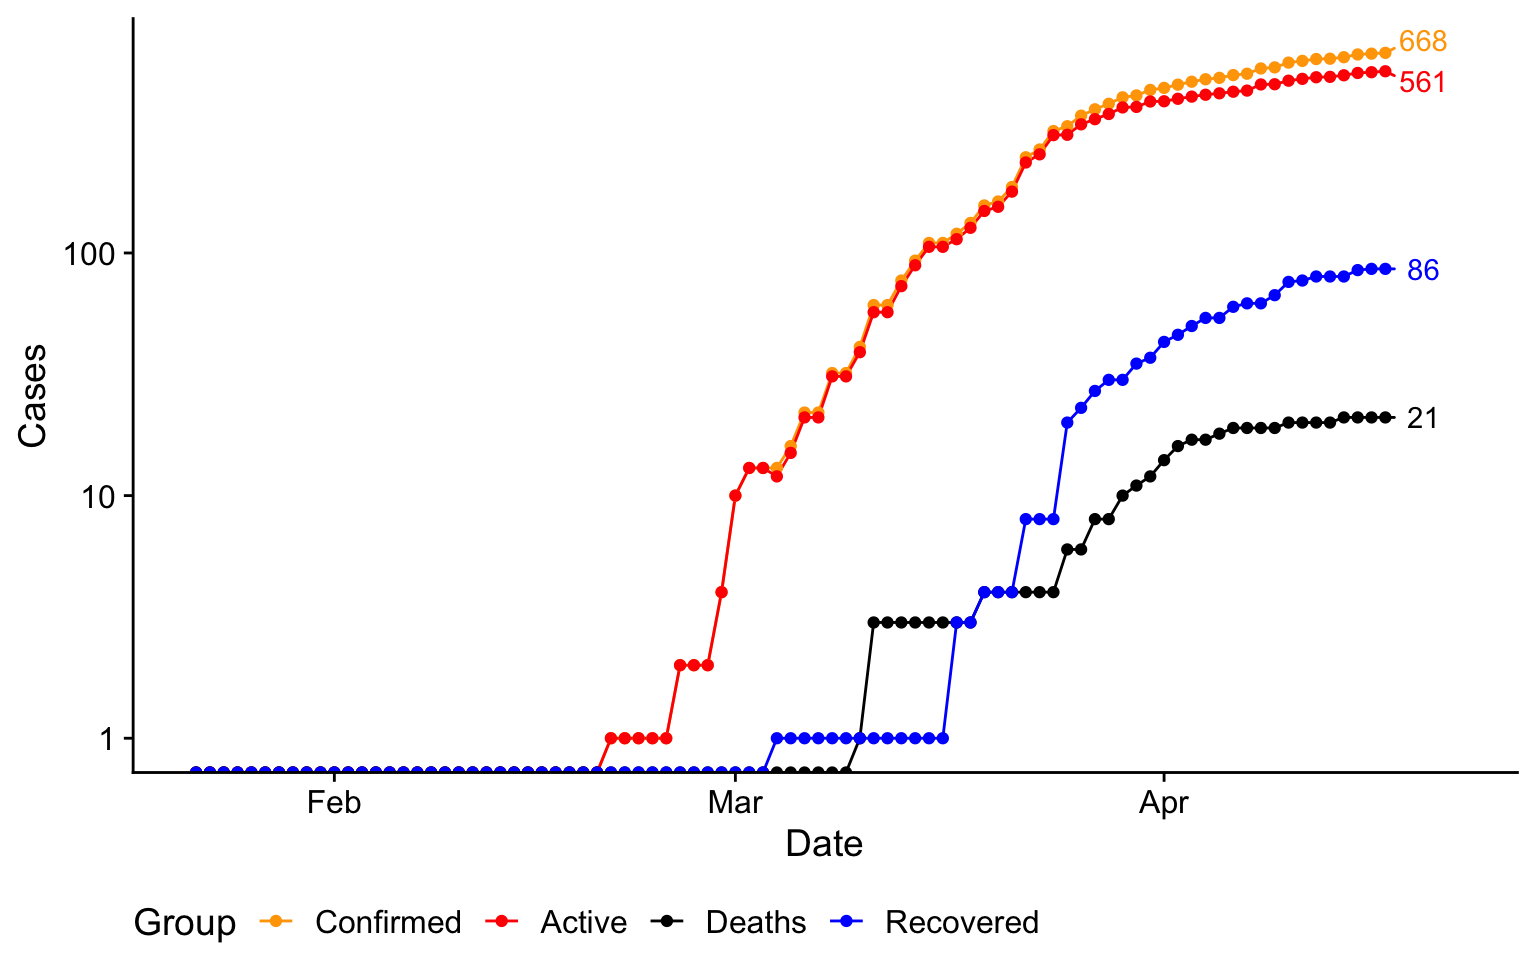 668
561
100
86
Cases
21
10
1
Feb Mar Apr
Date
Group Confirmed Active Deaths Recovered